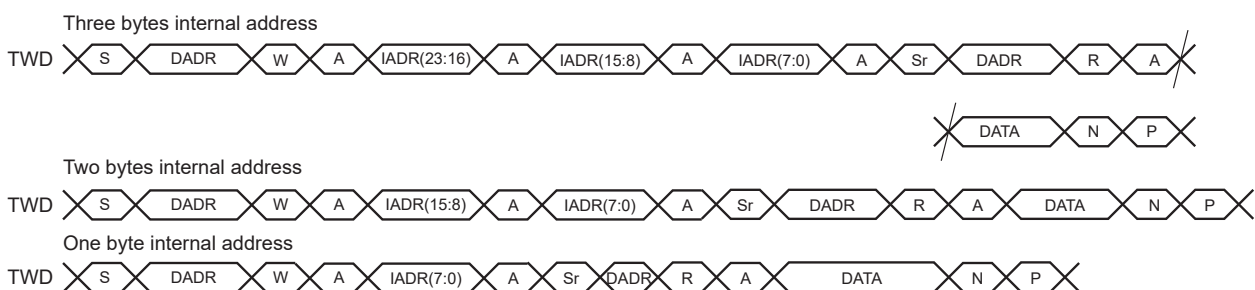 Three bytes internal address
TWD S DADR W A IADR(23:16) A IADR(15:8) A IADR(7:0) A Sr DADR R A
DATA N P
Two bytes internal address
TWD S DADR W A IADR(15:8) A IADR(7:0) A Sr DADR R A DATA N P
One byte internal address
TWD S DADR W A IADR(7:0) A Sr DADR R A DATA N P